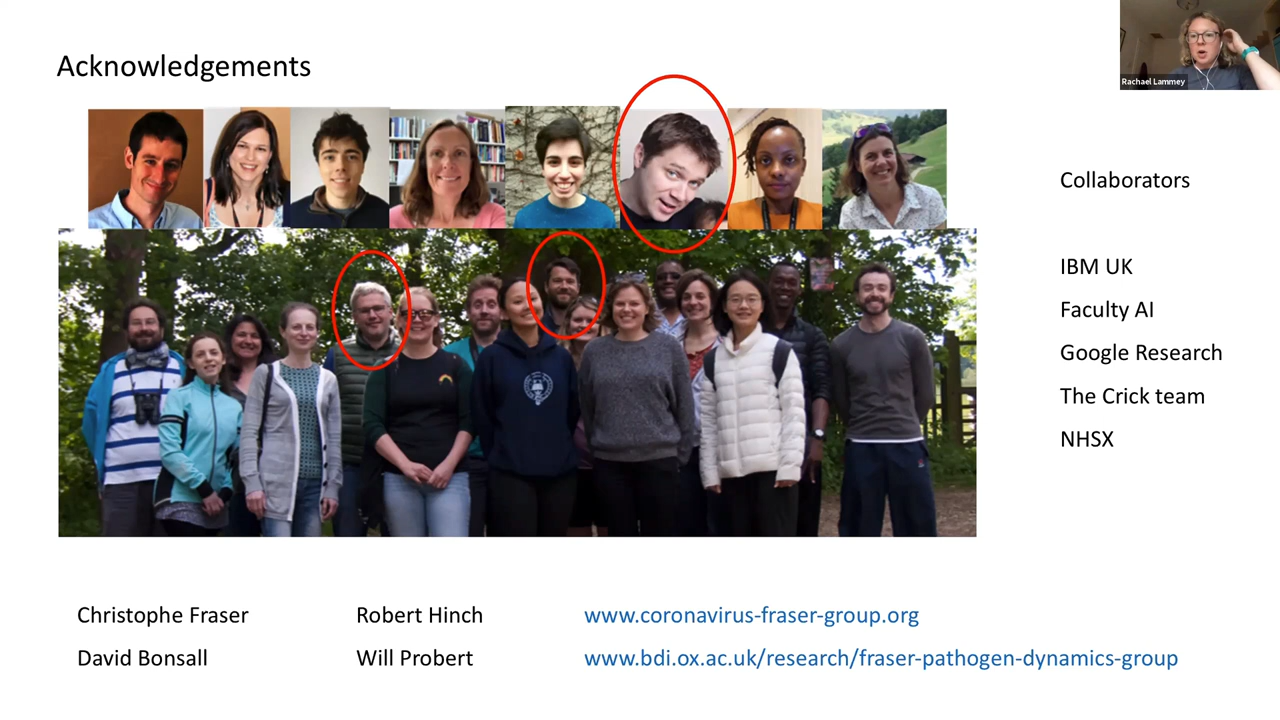 Acknowledgements
Rachael Lammey
Collaborators
IBM UK
Faculty AI
Google Research
The Crick team
NHSX
Christophe Fraser
Robert Hinch
www.coronavirus-fraser-group.org
David Bonsall
Will Probert
www.bdi.ox.ac.uk/research/fraser-pathogen-dynamics-group